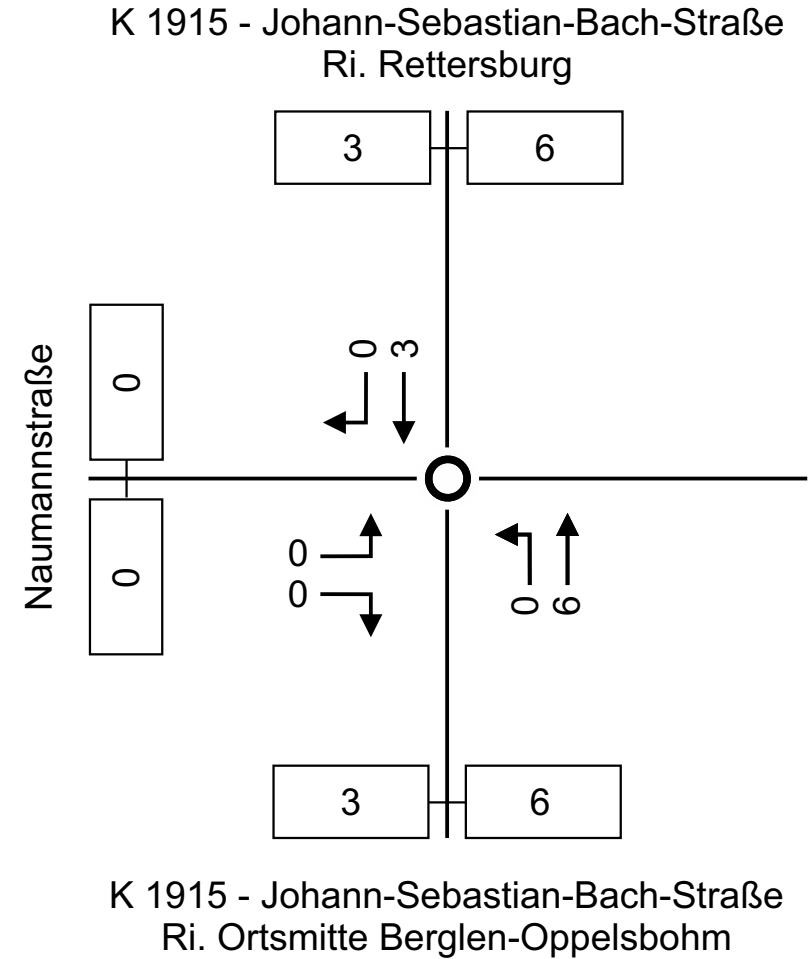 K 1915 - Johann-Sebastian-Bach-Straße
Ri. Rettersburg
3
6
Naumannstraße
0
0
0
3
0
0
0
6
3
6
K 1915 - Johann-Sebastian-Bach-Straße
Ri. Ortsmitte Berglen-Oppelsbohm